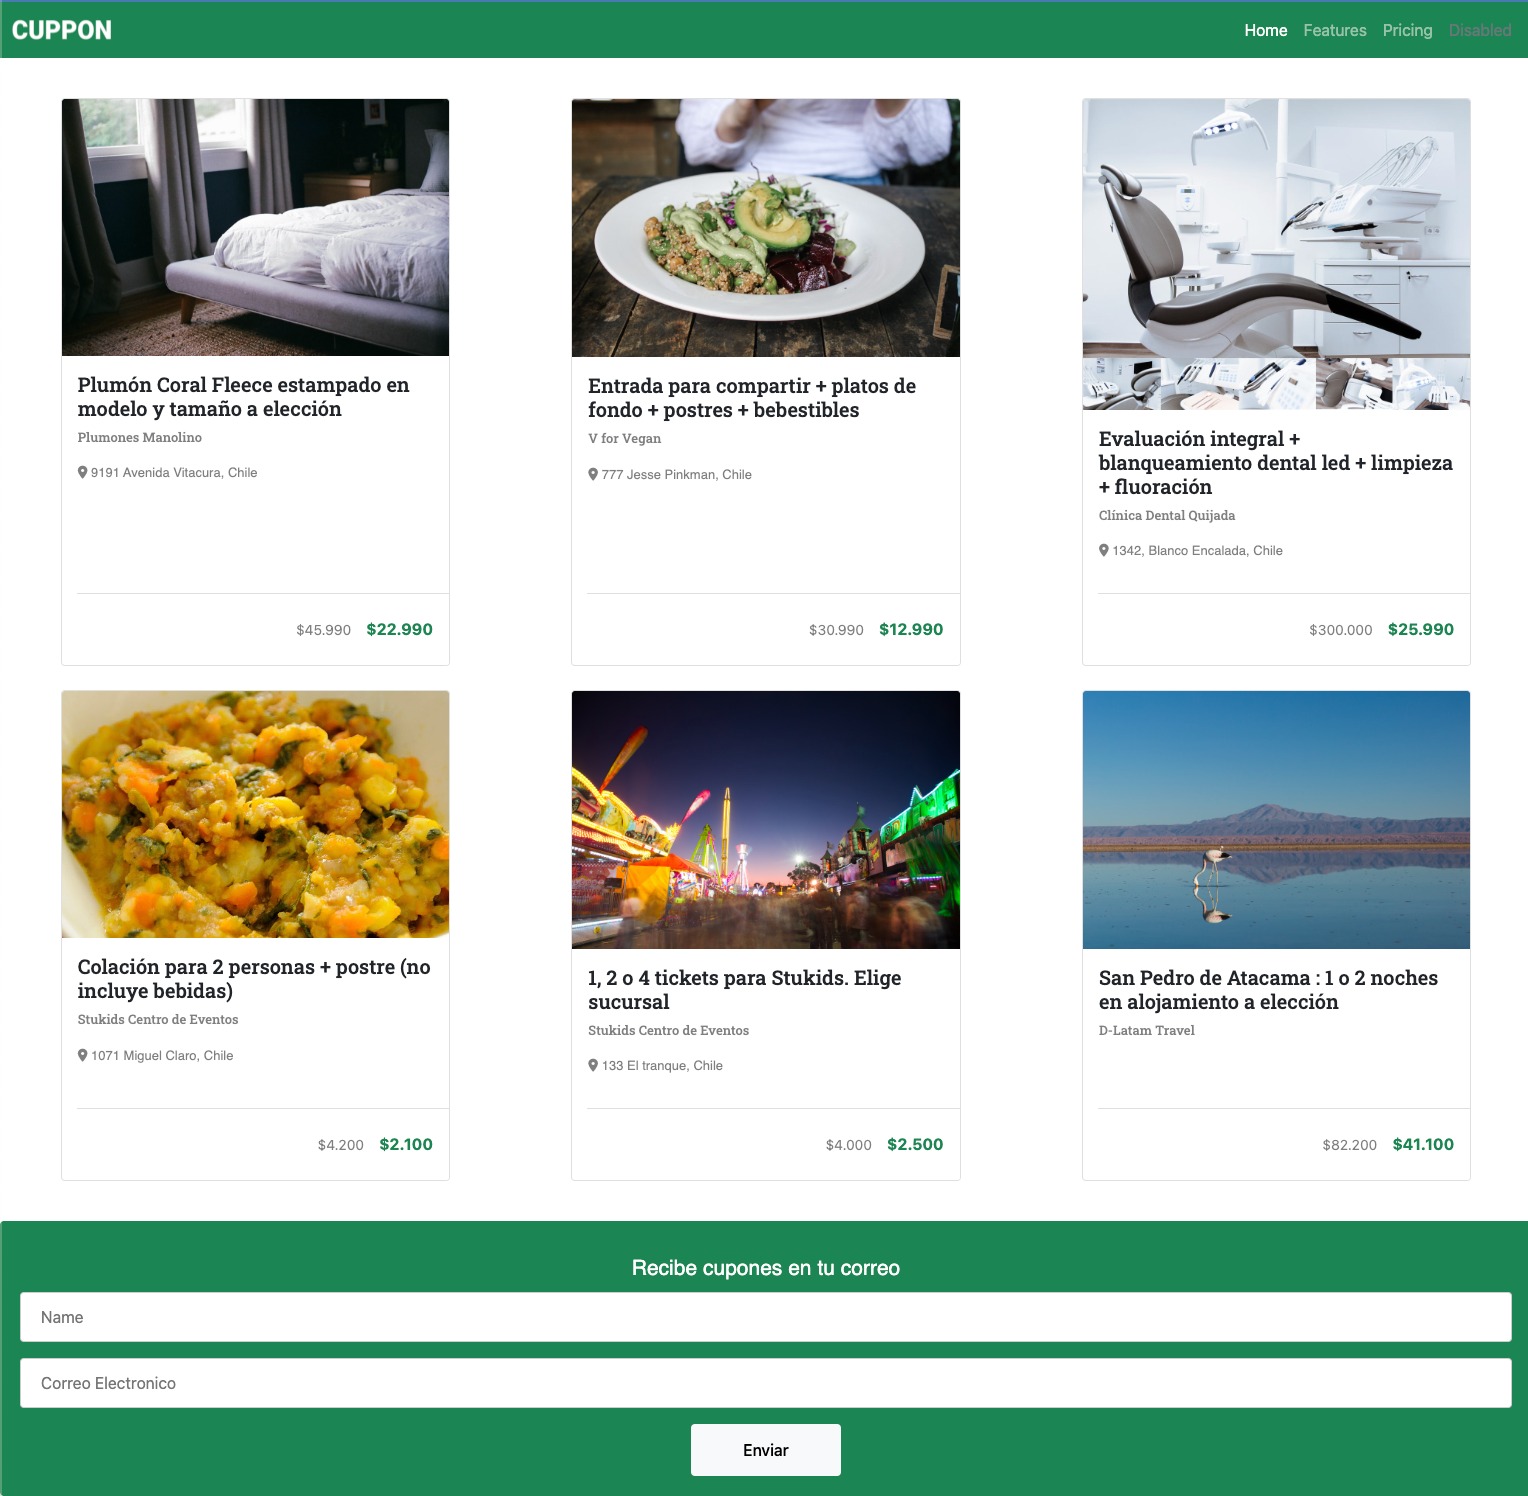 CUPPON
Home Features Pricing Disabled
Plumón Coral Fleece estampado en
modelo y tamaño a elección
Plumones Manolino
9191 Avenida Vitacura, Chile
$45.990 $22.990
Entrada para compartir + platos de
fondo + postres + bebestibles
V for Vegan
777 Jesse Pinkman, Chile
$30.990 $12.990
Evaluación integral +
blanqueamiento dental led + limpieza
+ fluoración
Clínica Dental Quijada
1342, Blanco Encalada, Chile
$300.000 $25.990
Colación para 2 personas + postre (no
incluye bebidas)
Stukids Centro de Eventos
1071 Miguel Claro, Chile
$4.200 $2.100
1, 2 o 4 tickets para Stukids. Elige
sucursal
Stukids Centro de Eventos
133 El tranque, Chile
$4.000 $2.500
San Pedro de Atacama : 1 o 2 noches
en alojamiento a elección
D-Latam Travel
$82.200 $41.100
Recibe cupones en tu correo
Name
Correo Electronico
Enviar